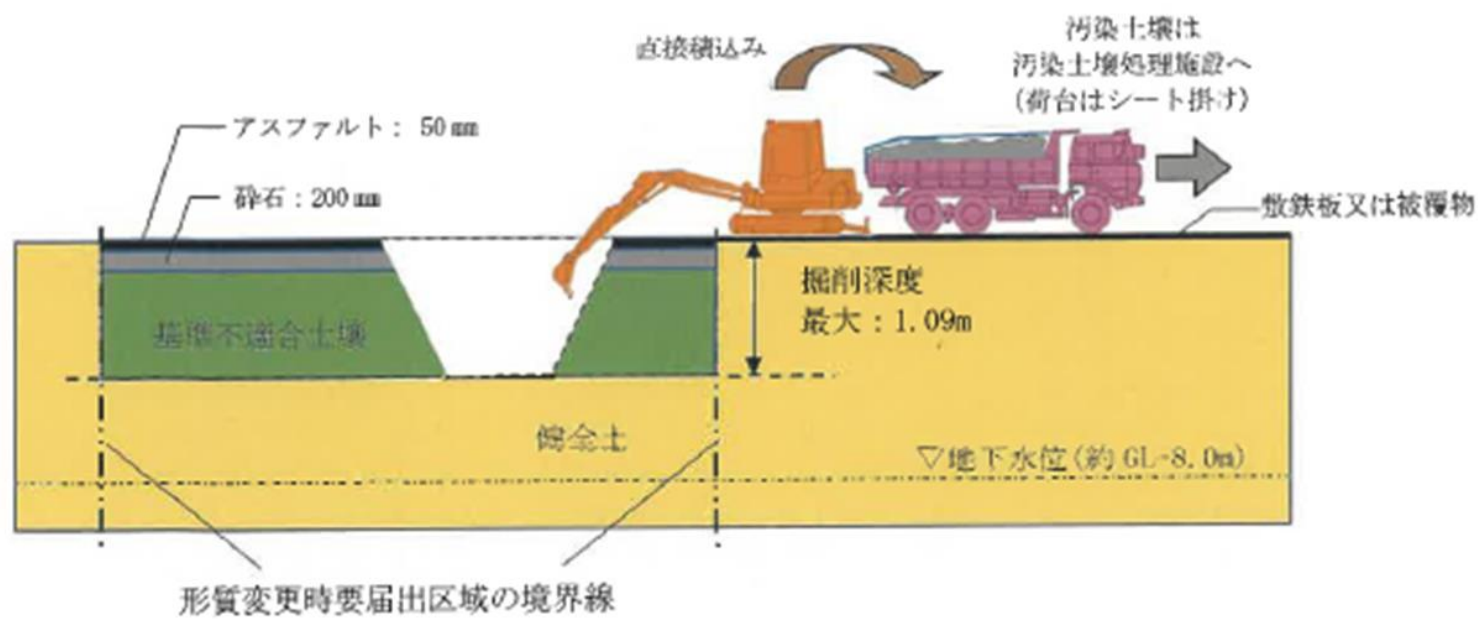 汚染土壌は
汚染土壌処理施設へ
(荷台はシート掛け)
直接積込み
アスファルト： 50㎜
砕石：200㎜
敷鉄板又は被覆物
掘削深度
最大：1.09m
基準不適合土壌
健全土
▽地下水位(約 GL-8.0m)
形質変更時要届出区域の境界線